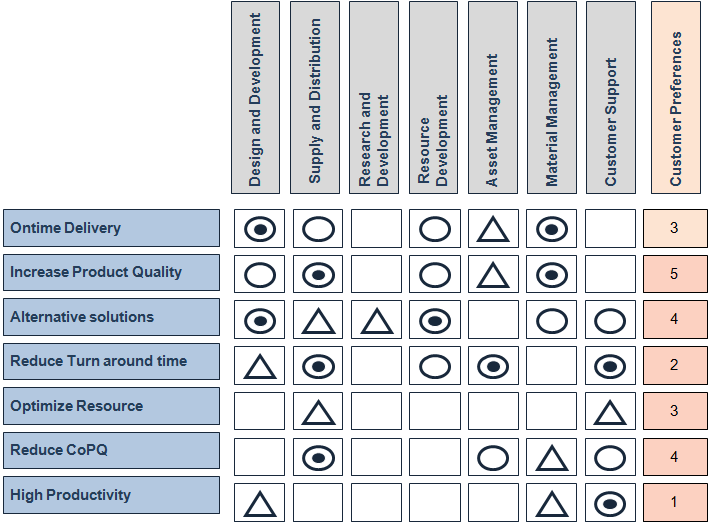 Design and Development
Supply and Distribution
Research and
Development
Resource
Development
Asset Management
Material Management
Customer Support
Customer Preferences
Ontime Delivery
3
Increase Product Quality
5
Alternative solutions
4
Reduce Turn around time
2
Optimize Resource
3
Reduce CoPQ
4
High Productivity
1